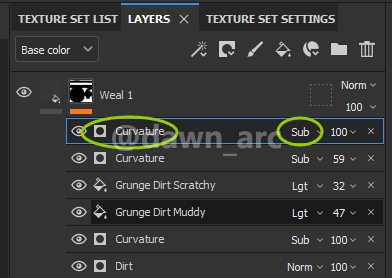 TEXTURE SET LIST LAYERS × TEXTURE SET SETTINGS
Base color
Weal 1 Norm
100
Curvature Sub 100 ×
@dawn_arc
Curvature Sub 59 ×
Grunge Dirt Scratchy Lgt 32 ×
Grunge Dirt Muddy Lgt 47 ×
Curvature Sub 100 ×
Dirt Norm 100 ×